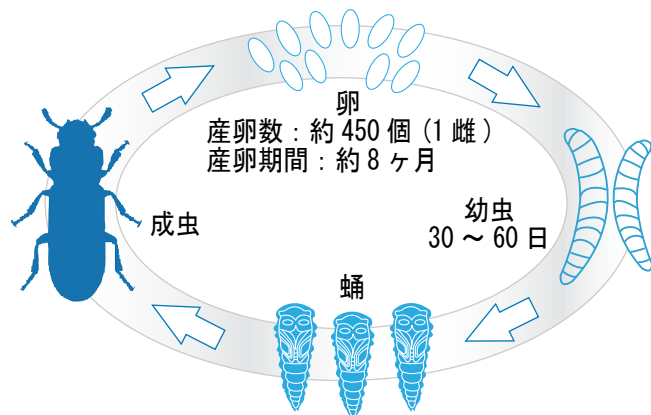 卵
産卵数：約 450 個 (1 雌 )
産卵期間：約 8 ヶ月
成虫
幼虫
30 ～ 60 日
蛹